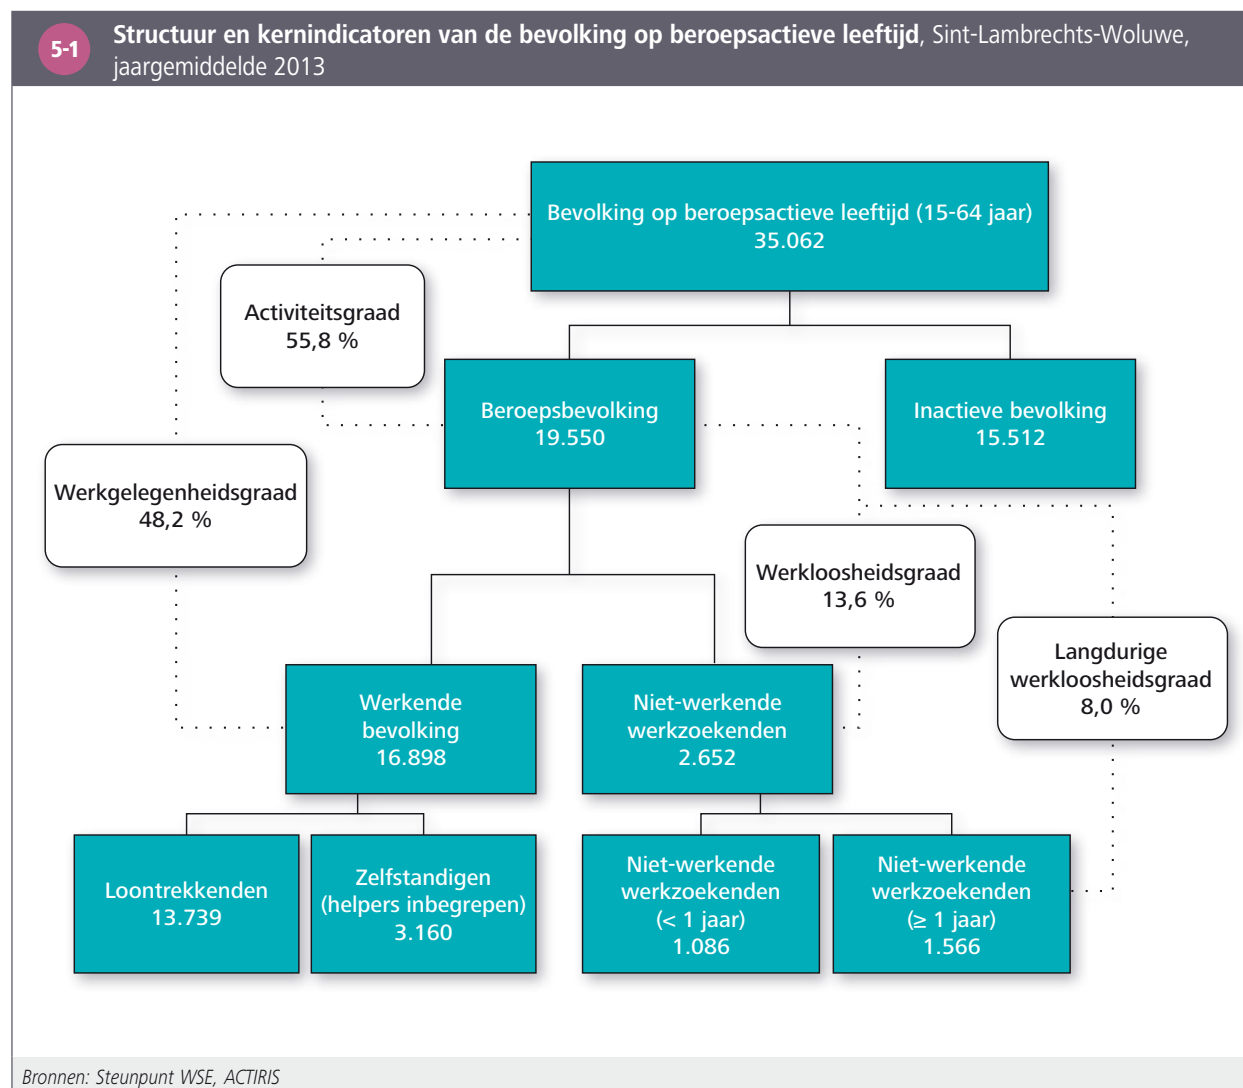 5-1
Structuur en kernindicatoren van de bevolking op beroepsactieve leeftijd, Sint-Lambrechts-Woluwe,
jaargemiddelde 2013
Bevolking op beroepsactieve leeftijd (15-64 jaar)
35.062
Activiteitsgraad
55,8 %
Beroepsbevolking
19.550
Inactieve bevolking
15.512
Werkgelegenheidsgraad
48,2 %
Werkloosheidsgraad
13,6 %
Langdurige
werkloosheidsgraad
8,0 %
Werkende
bevolking
16.898
Niet-werkende
werkzoekenden
2.652
Loontrekkenden
13.739
Zelfstandigen
(helpers inbegrepen)
3.160
Niet-werkende
werkzoekenden
(< 1 jaar)
1.086
Niet-werkende
werkzoekenden
(≥ 1 jaar)
1.566
Bronnen: Steunpunt WSE, ACTIRIS